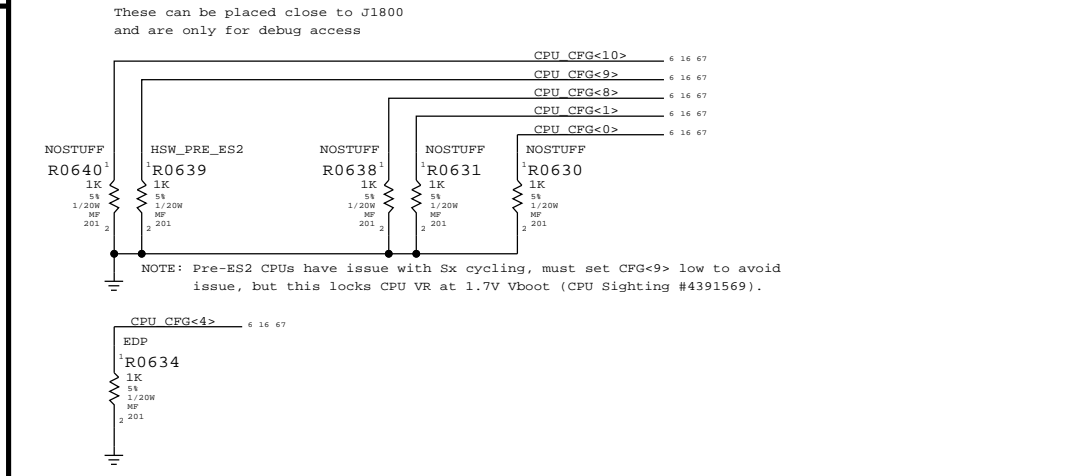 These can be placed close to J1800
and are only for debug access
CPU_CFG<10> 6 16 67
CPU_CFG<9> 6 16 67
CPU_CFG<8> 6 16 67
CPU_CFG<1> 6 16 67
CPU_CFG<0> 6 16 67
NOSTUFF HSW_PRE_ES2 NOSTUFF NOSTUFF NOSTUFF
R0640 1 1 R0639 R0638 1 1 R0631 1 R0630
1K 1K 1K 1K 1K
5% 5% 5% 5% 5%
1/20W 1/20W 1/20W 1/20W 1/20W
MF MF MF MF MF
201 2 2 201 201 2 2 201 2 201
NOTE: Pre-ES2 CPUs have issue with Sx cycling, must set CFG<9> low to avoid
issue, but this locks CPU VR at 1.7V Vboot (CPU Sighting #4391569).
CPU_CFG<4> 6 16 67
EDP
1 R0634
1K
5%
1/20W
MF
2 201